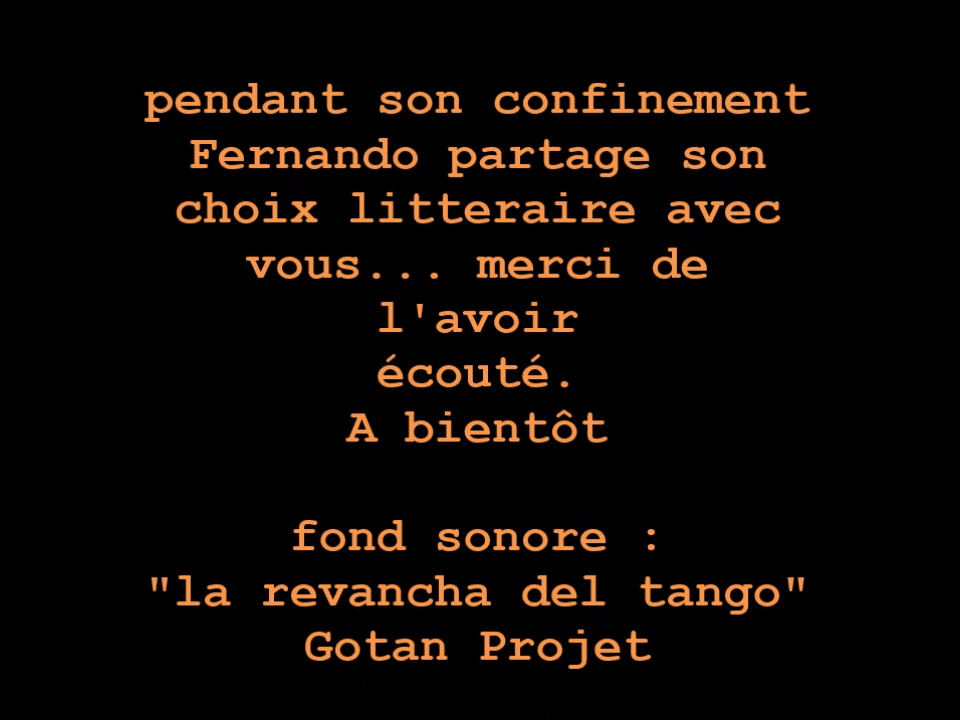 pendant son confinement
Fernando partage son
choix litteraire avec
vous... merci de
l'avoir
écouté.
A bientôt
fond sonore :
"la revancha del tango"
Gotan Projet